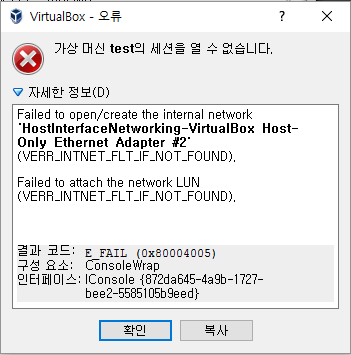 VirtualBox - 오류
가상 머신 test의 세션을 열 수 없습니다.
자세한 정보(D)
Failed to open/create the internal network
'HostInterfaceNetworking-VirtualBox Host-
Only Ethernet Adapter #2'
(VERR_INTNET_FLT_IF_NOT_FOUND).
Failed to attach the network LUN
(VERR_INTNET_FLT_IF_NOT_FOUND).
결과 코드: E_FAIL (0x80004005)
구성 요소: ConsoleWrap
인터페이스: IConsole {872da645-4a9b-1727-
bee2-5585105b9eed}
확인
복사